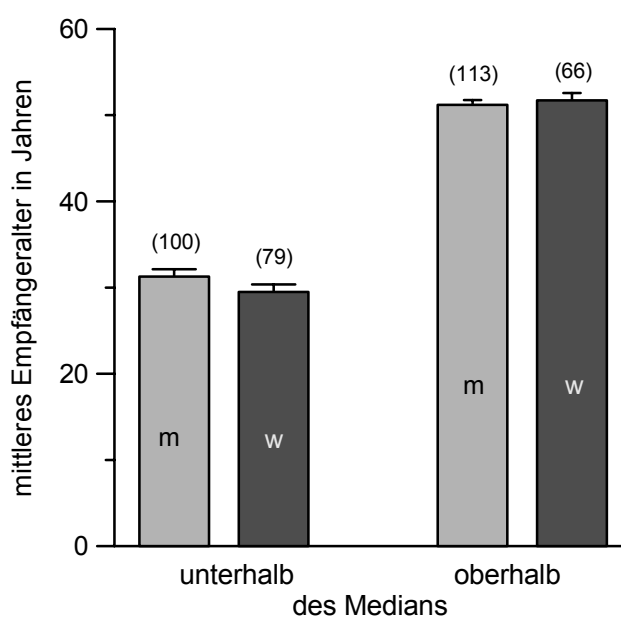 mittleres Empfängeralter in Jahren
60
40
20
0
(100)
(79)
(113)
(66)
m
w
m
w
unterhalb
oberhalb
des Medians